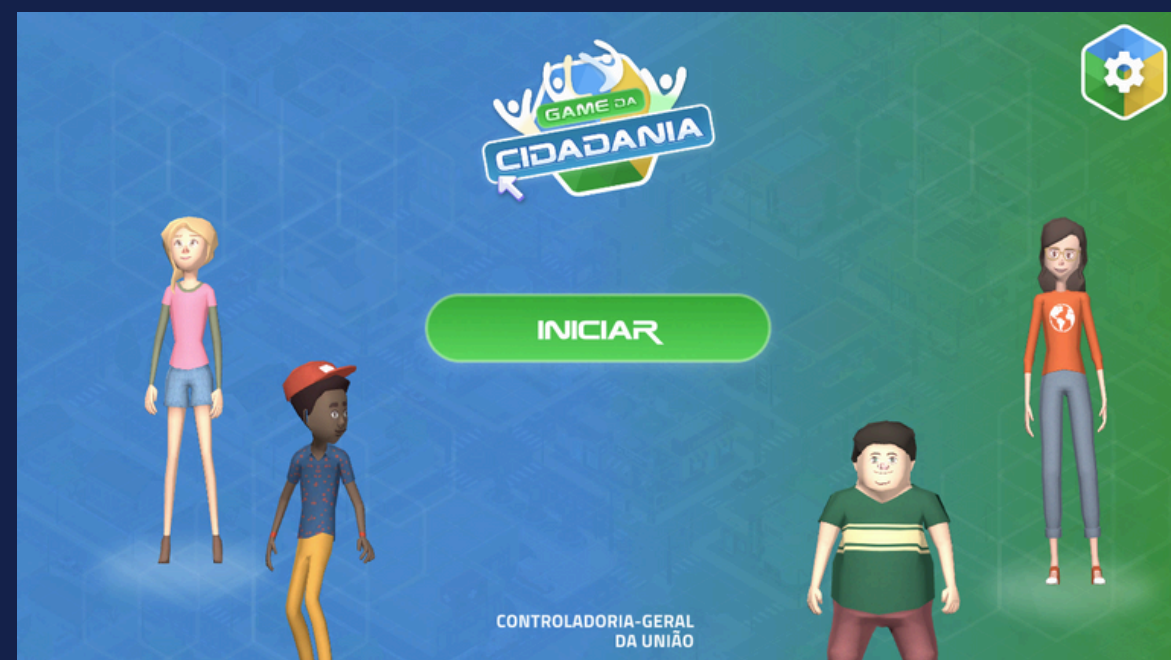 GAME DA
CIDADANIA
INICIAR
CONTROLADORIA-GERAL
DA UNIÃO